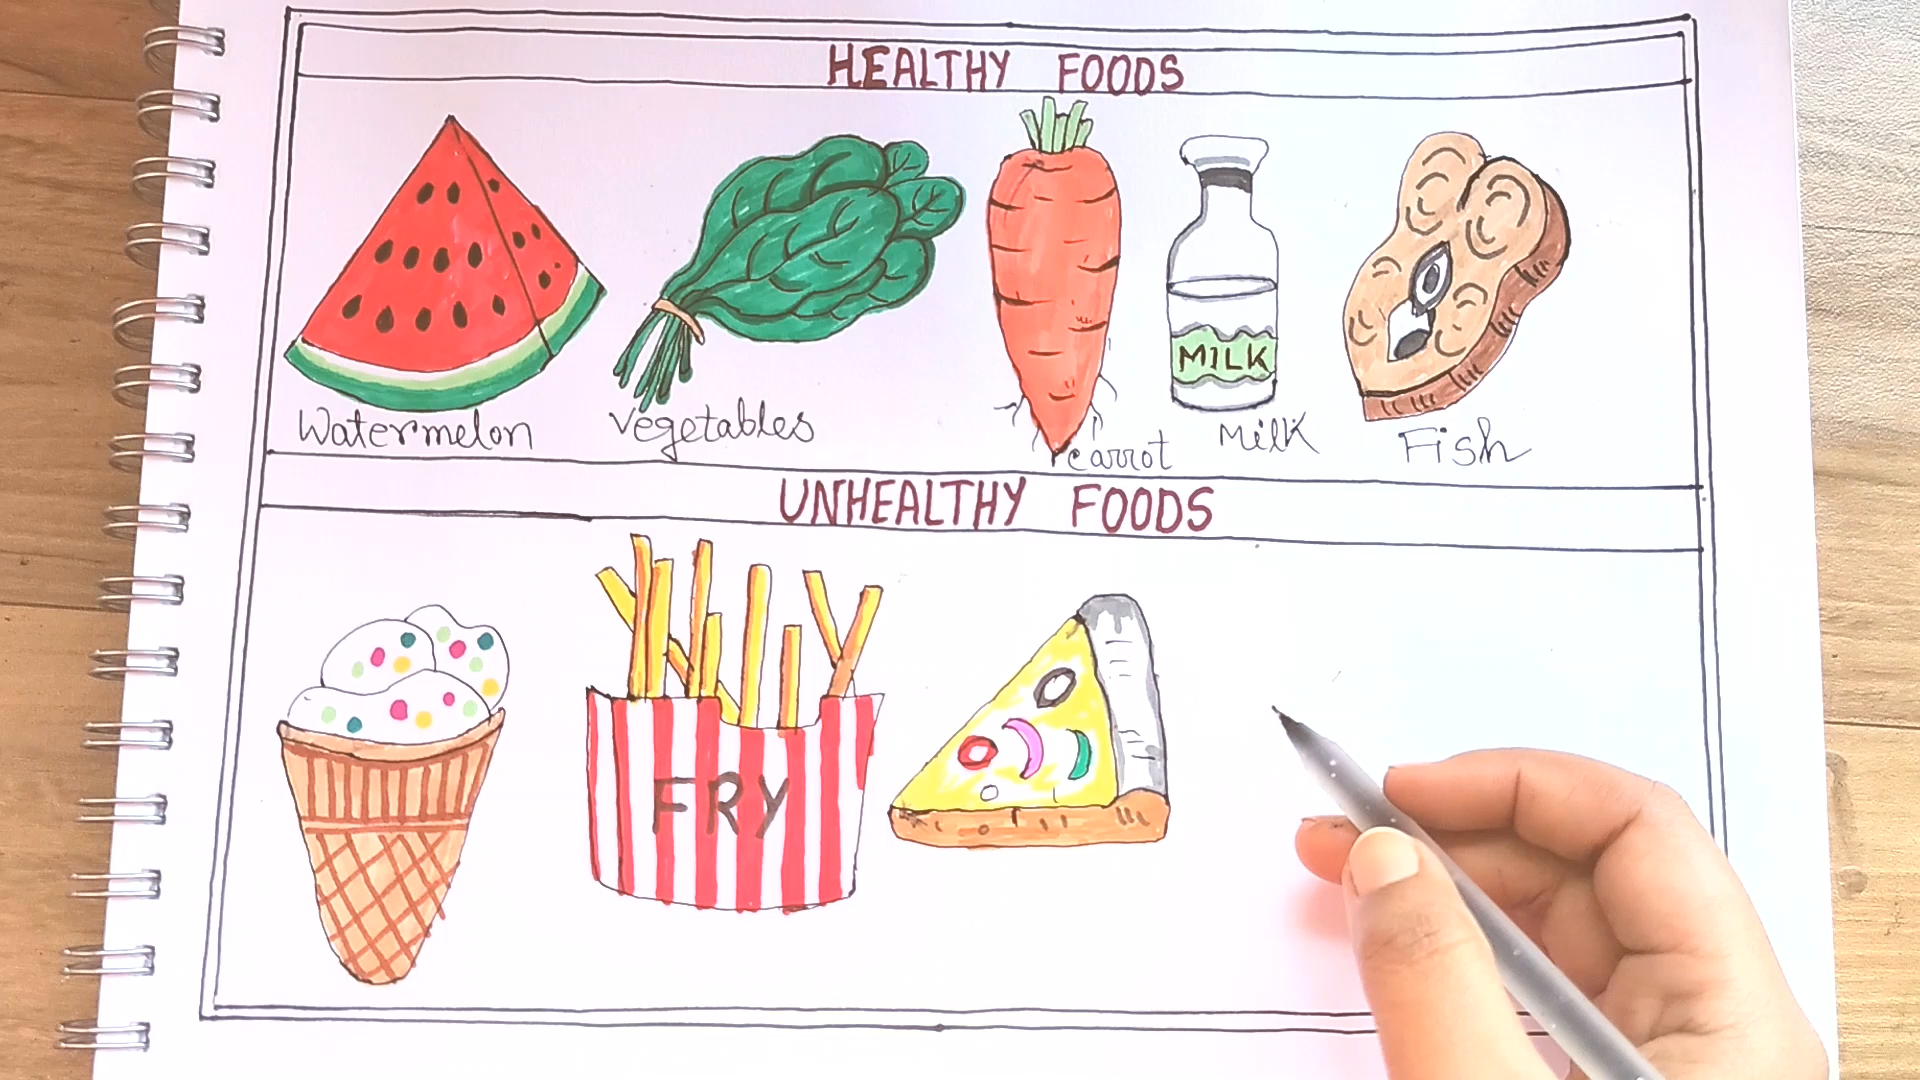 HEALTHY FOODS
MILK
Watermelon
Vegetables
carrot
Milk
Fish
UNHEALTHY FOODS
FRY